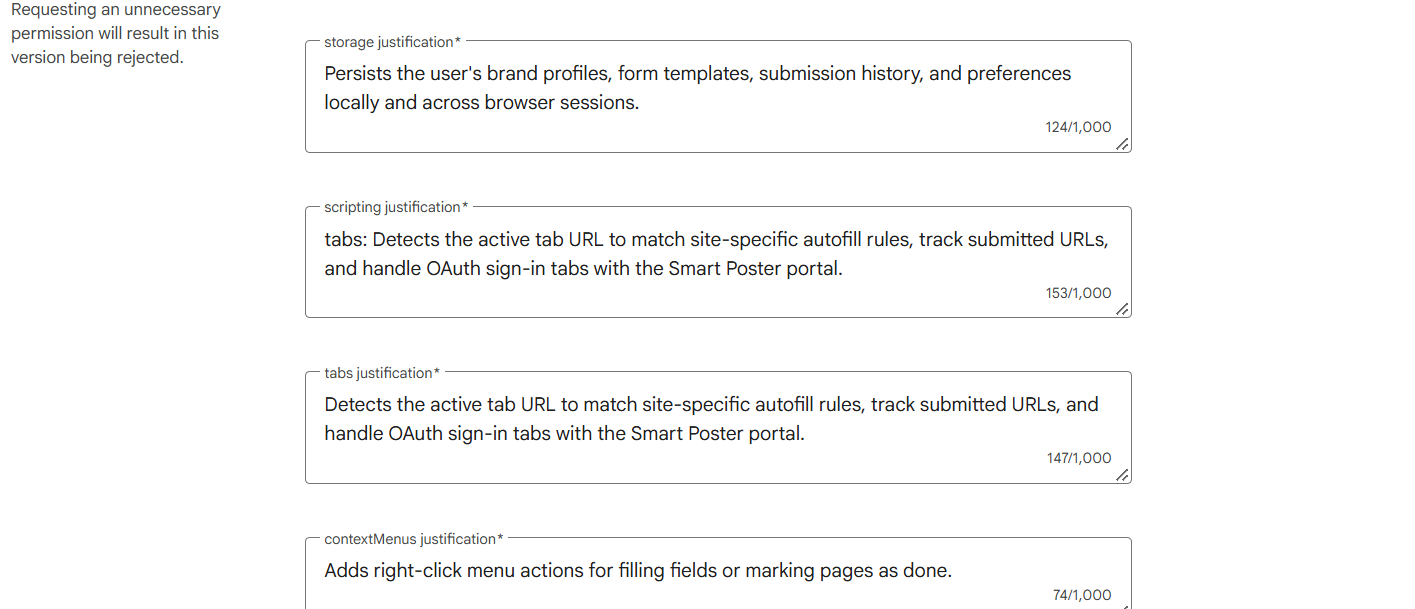 Requesting an unnecessary
permission will result in this
version being rejected.
storage justification*
Persists the user's brand profiles, form templates, submission history, and preferences
locally and across browser sessions.
124/1,000
scripting justification*
tabs: Detects the active tab URL to match site-specific autofill rules, track submitted URLs,
and handle OAuth sign-in tabs with the Smart Poster portal.
153/1,000
tabs justification*
Detects the active tab URL to match site-specific autofill rules, track submitted URLs, and
handle OAuth sign-in tabs with the Smart Poster portal.
147/1,000
contextMenus justification*
Adds right-click menu actions for filling fields or marking pages as done.
74/1,000